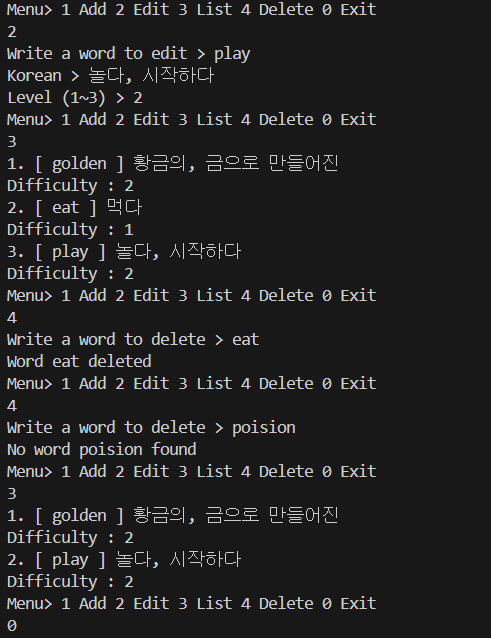 Menu> 1 Add 2 Edit 3 List 4 Delete 0 Exit
2
Write a word to edit > play
Korean > 놀다, 시작하다
Level (1~3) > 2
Menu> 1 Add 2 Edit 3 List 4 Delete 0 Exit
3
1. [ golden ] 황금의, 금으로 만들어진
Difficulty : 2
2. [ eat ] 먹다
Difficulty : 1
3. [ play ] 놀다, 시작하다
Difficulty : 2
Menu> 1 Add 2 Edit 3 List 4 Delete 0 Exit
4
Write a word to delete > eat
Word eat deleted
Menu> 1 Add 2 Edit 3 List 4 Delete 0 Exit
4
Write a word to delete > poision
No word poision found
Menu> 1 Add 2 Edit 3 List 4 Delete 0 Exit
3
1. [ golden ] 황금의, 금으로 만들어진
Difficulty : 2
2. [ play ] 놀다, 시작하다
Difficulty : 2
Menu> 1 Add 2 Edit 3 List 4 Delete 0 Exit
0